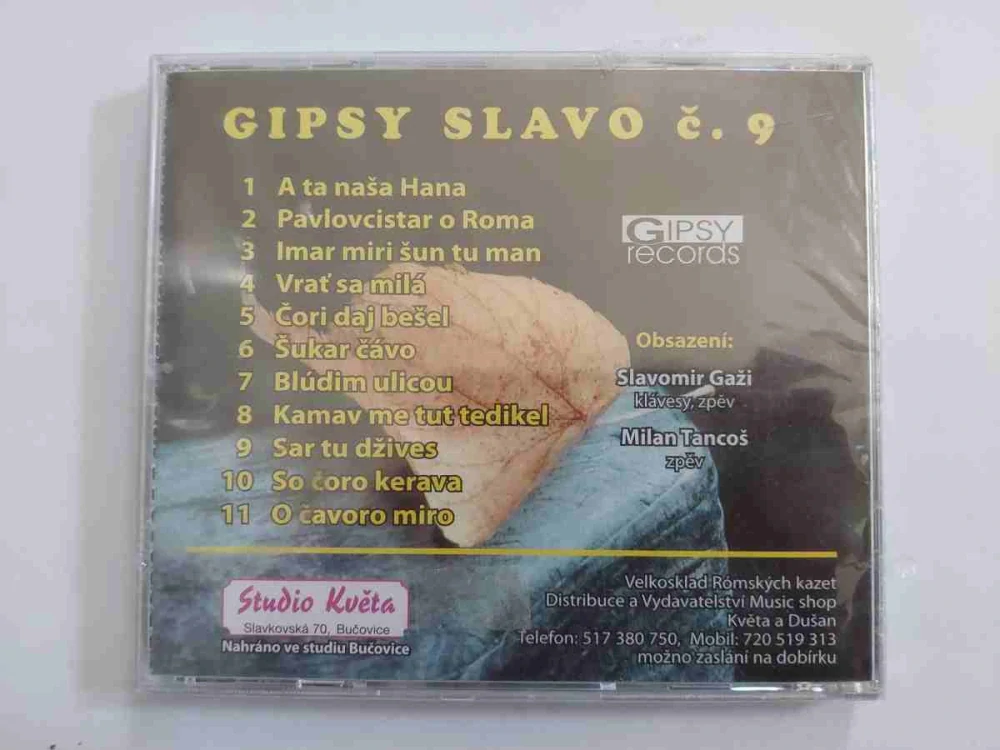 GIPSY SLAVO č. 9
1 A ta naša Hana
2 Pavlovcistar o Roma
3 Imar miri šun tu man
4 Vrať sa milá
5 Čori daj bešel
6 Šukar čávo
7 Blúdim ulicou
8 Kamav me tut tedikel
9 Sar tu džives
10 So čoro kerava
11 O čavoro miro
GIPSY
records
Obsazení:
Slavomir Gaži
klávesy, zpěv
Milan Tancoš
zpěv
Studio Květa
Slavkovská 70, Bučovice
Nahráno ve studiu Bučovice
Velkosklad Rómských kazet
Distribuce a Vydavatelství Music shop
Květa a Dušan
Telefon: 517 380 750, Mobil: 720 519 313
možno zaslání na dobírku